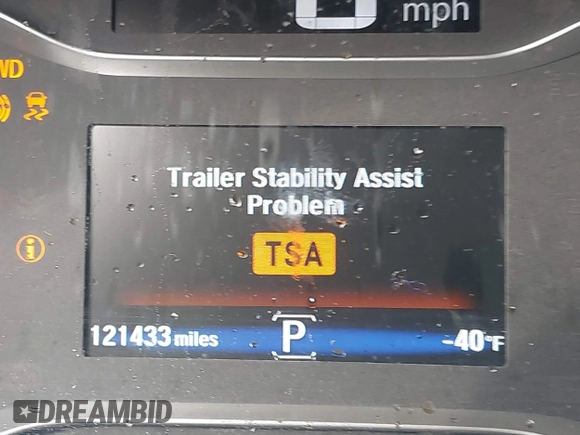 mph
WD
Trailer Stability Assist
Problem
TSA
121433 miles P -40°F
DREAMBID